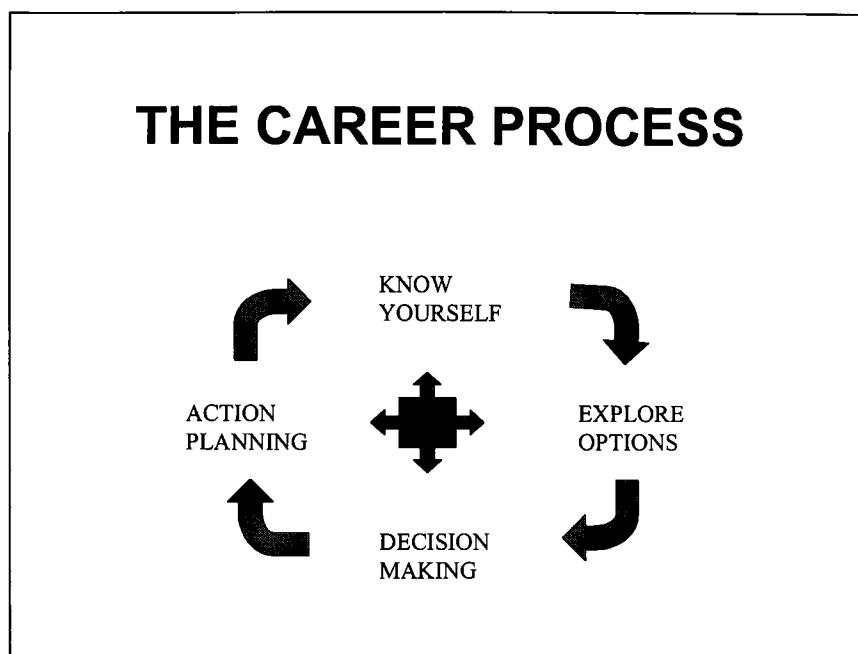 THE CAREER PROCESS
KNOW
YOURSELF
ACTION
PLANNING
EXPLORE
OPTIONS
DECISION
MAKING